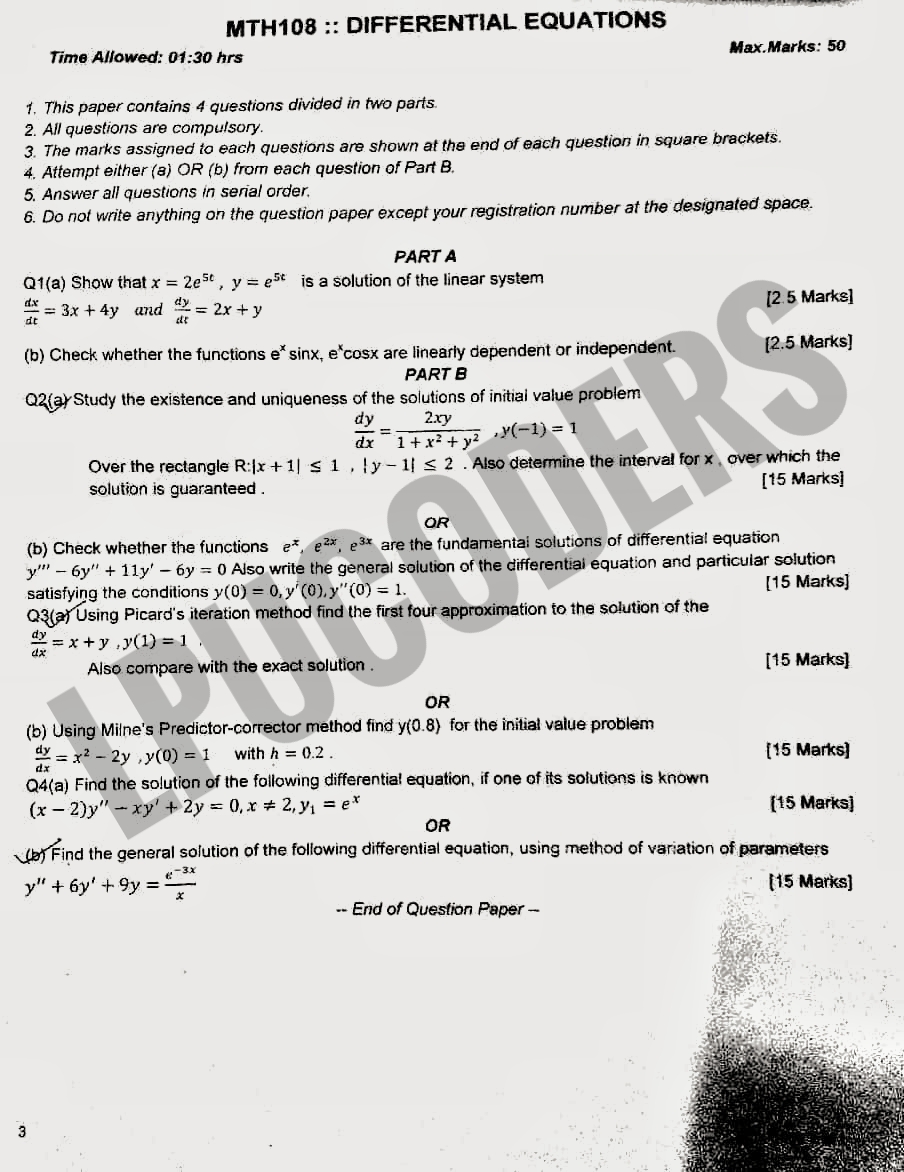 MTH108 :: DIFFERENTIAL EQUATIONS
Time Allowed: 01:30 hrs
Max.Marks: 50
1. This paper contains 4 questions divided in two parts.
2. All questions are compulsory.
3. The marks assigned to each questions are shown at the end of each question in square brackets.
4. Attempt either (a) OR (b) from each question of Part B.
5. Answer all questions in serial order.
6. Do not write anything on the question paper except your registration number at the designated space.
PART A
Q1(a) Show that x = 2e^{5t} , y = e^{5t} is a solution of the linear system
dx/dt = 3x + 4y and dy/dt = 2x + y [2.5 Marks]
(b) Check whether the functions e^x sinx, e^x cosx are linearly dependent or independent. [2.5 Marks]
PART B
Q2(a) Study the existence and uniqueness of the solutions of initial value problem
dy/dx = 2xy/(1 + x² + y²) , y(−1) = 1
Over the rectangle R:|x + 1| ≤ 1 , |y − 1| ≤ 2 . Also determine the interval for x , over which the
solution is guaranteed . [15 Marks]
OR
(b) Check whether the functions e^x, e^{2x}, e^{3x} are the fundamental solutions of differential equation
y''' − 6y'' + 11y' − 6y = 0 Also write the general solution of the differential equation and particular solution
satisfying the conditions y(0) = 0, y'(0), y''(0) = 1. [15 Marks]
Q3(a) Using Picard's iteration method find the first four approximation to the solution of the
dy/dx = x + y , y(1) = 1 .
Also compare with the exact solution . [15 Marks]
OR
(b) Using Milne's Predictor-corrector method find y(0.8) for the initial value problem
dy/dx = x² − 2y , y(0) = 1 with h = 0.2 . [15 Marks]
Q4(a) Find the solution of the following differential equation, if one of its solutions is known
(x − 2)y'' − xy' + 2y = 0, x ≠ 2, y₁ = e^x [15 Marks]
OR
(b) Find the general solution of the following differential equation, using method of variation of parameters
y'' + 6y' + 9y = e^{−3x}/x [15 Marks]
-- End of Question Paper --
3
LPUCODERS